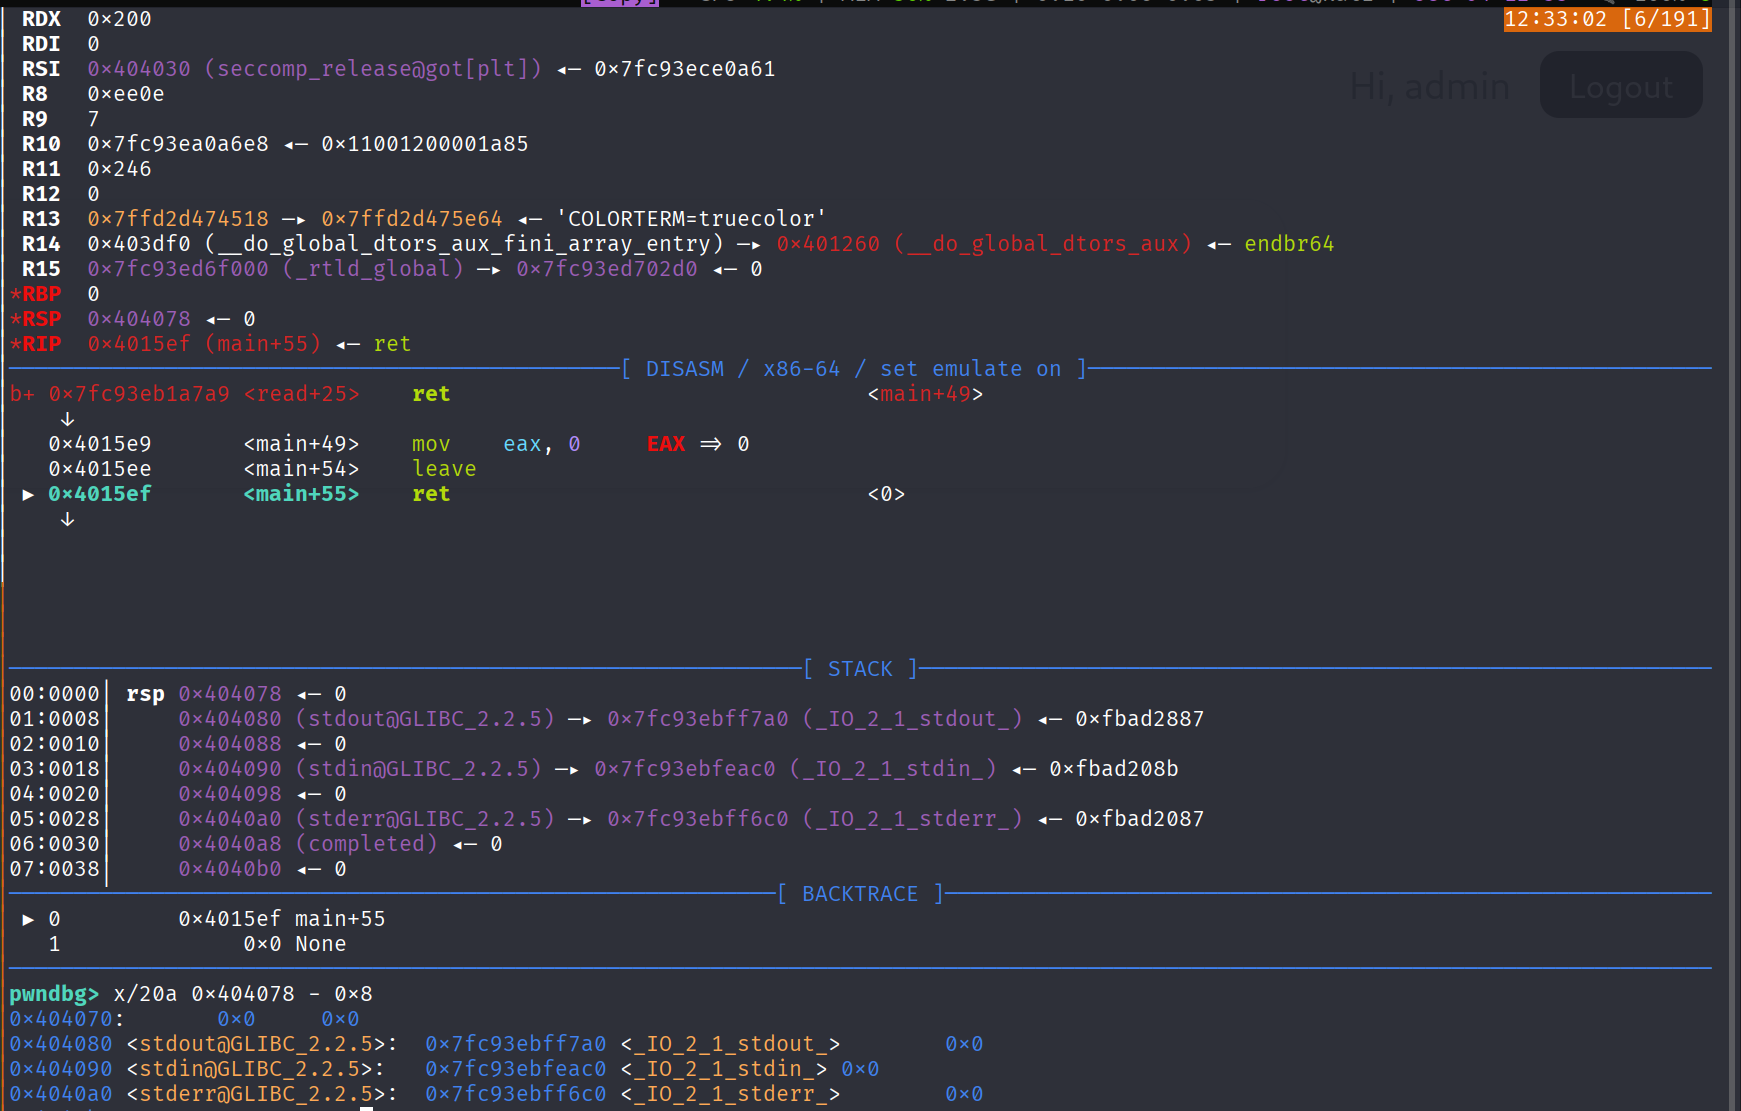 [Copy]
RDX  0×200
12:33:02 [6/191]
RDI  0
RSI  0×404030 (seccomp_release@got[plt]) ◂— 0×7fc93ece0a61
Hi, admin  Logout
R8   0×ee0e
R9   7
R10  0×7fc93ea0a6e8 ◂— 0×11001200001a85
R11  0×246
R12  0
R13  0×7ffd2d474518 —▸ 0×7ffd2d475e64 ◂— 'COLORTERM=truecolor'
R14  0×403df0 (__do_global_dtors_aux_fini_array_entry) —▸ 0×401260 (__do_global_dtors_aux) ◂— endbr64
R15  0×7fc93ed6f000 (_rtld_global) —▸ 0×7fc93ed702d0 ◂— 0
*RBP  0
*RSP  0×404078 ◂— 0
*RIP  0×4015ef (main+55) ◂— ret
[ DISASM / x86-64 / set emulate on ]
b+ 0×7fc93eb1a7a9 <read+25>    ret    <main+49>
↓
0×4015e9       <main+49>    mov    eax, 0     EAX => 0
0×4015ee       <main+54>    leave
► 0×4015ef       <main+55>    ret    <0>
↓
[ STACK ]
00:0000│ rsp 0×404078 ◂— 0
01:0008│     0×404080 (stdout@GLIBC_2.2.5) —▸ 0×7fc93ebff7a0 (_IO_2_1_stdout_) ◂— 0×fbad2887
02:0010│     0×404088 ◂— 0
03:0018│     0×404090 (stdin@GLIBC_2.2.5) —▸ 0×7fc93ebfeac0 (_IO_2_1_stdin_) ◂— 0×fbad208b
04:0020│     0×404098 ◂— 0
05:0028│     0×4040a0 (stderr@GLIBC_2.2.5) —▸ 0×7fc93ebff6c0 (_IO_2_1_stderr_) ◂— 0×fbad2087
06:0030│     0×4040a8 (completed) ◂— 0
07:0038│     0×4040b0 ◂— 0
[ BACKTRACE ]
► 0         0×4015ef main+55
1              0×0 None
pwndbg> x/20a 0×404078 - 0×8
0×404070:       0×0     0×0
0×404080 <stdout@GLIBC_2.2.5>:  0×7fc93ebff7a0 <_IO_2_1_stdout_>        0×0
0×404090 <stdin@GLIBC_2.2.5>:   0×7fc93ebfeac0 <_IO_2_1_stdin_> 0×0
0×4040a0 <stderr@GLIBC_2.2.5>:  0×7fc93ebff6c0 <_IO_2_1_stderr_>        0×0